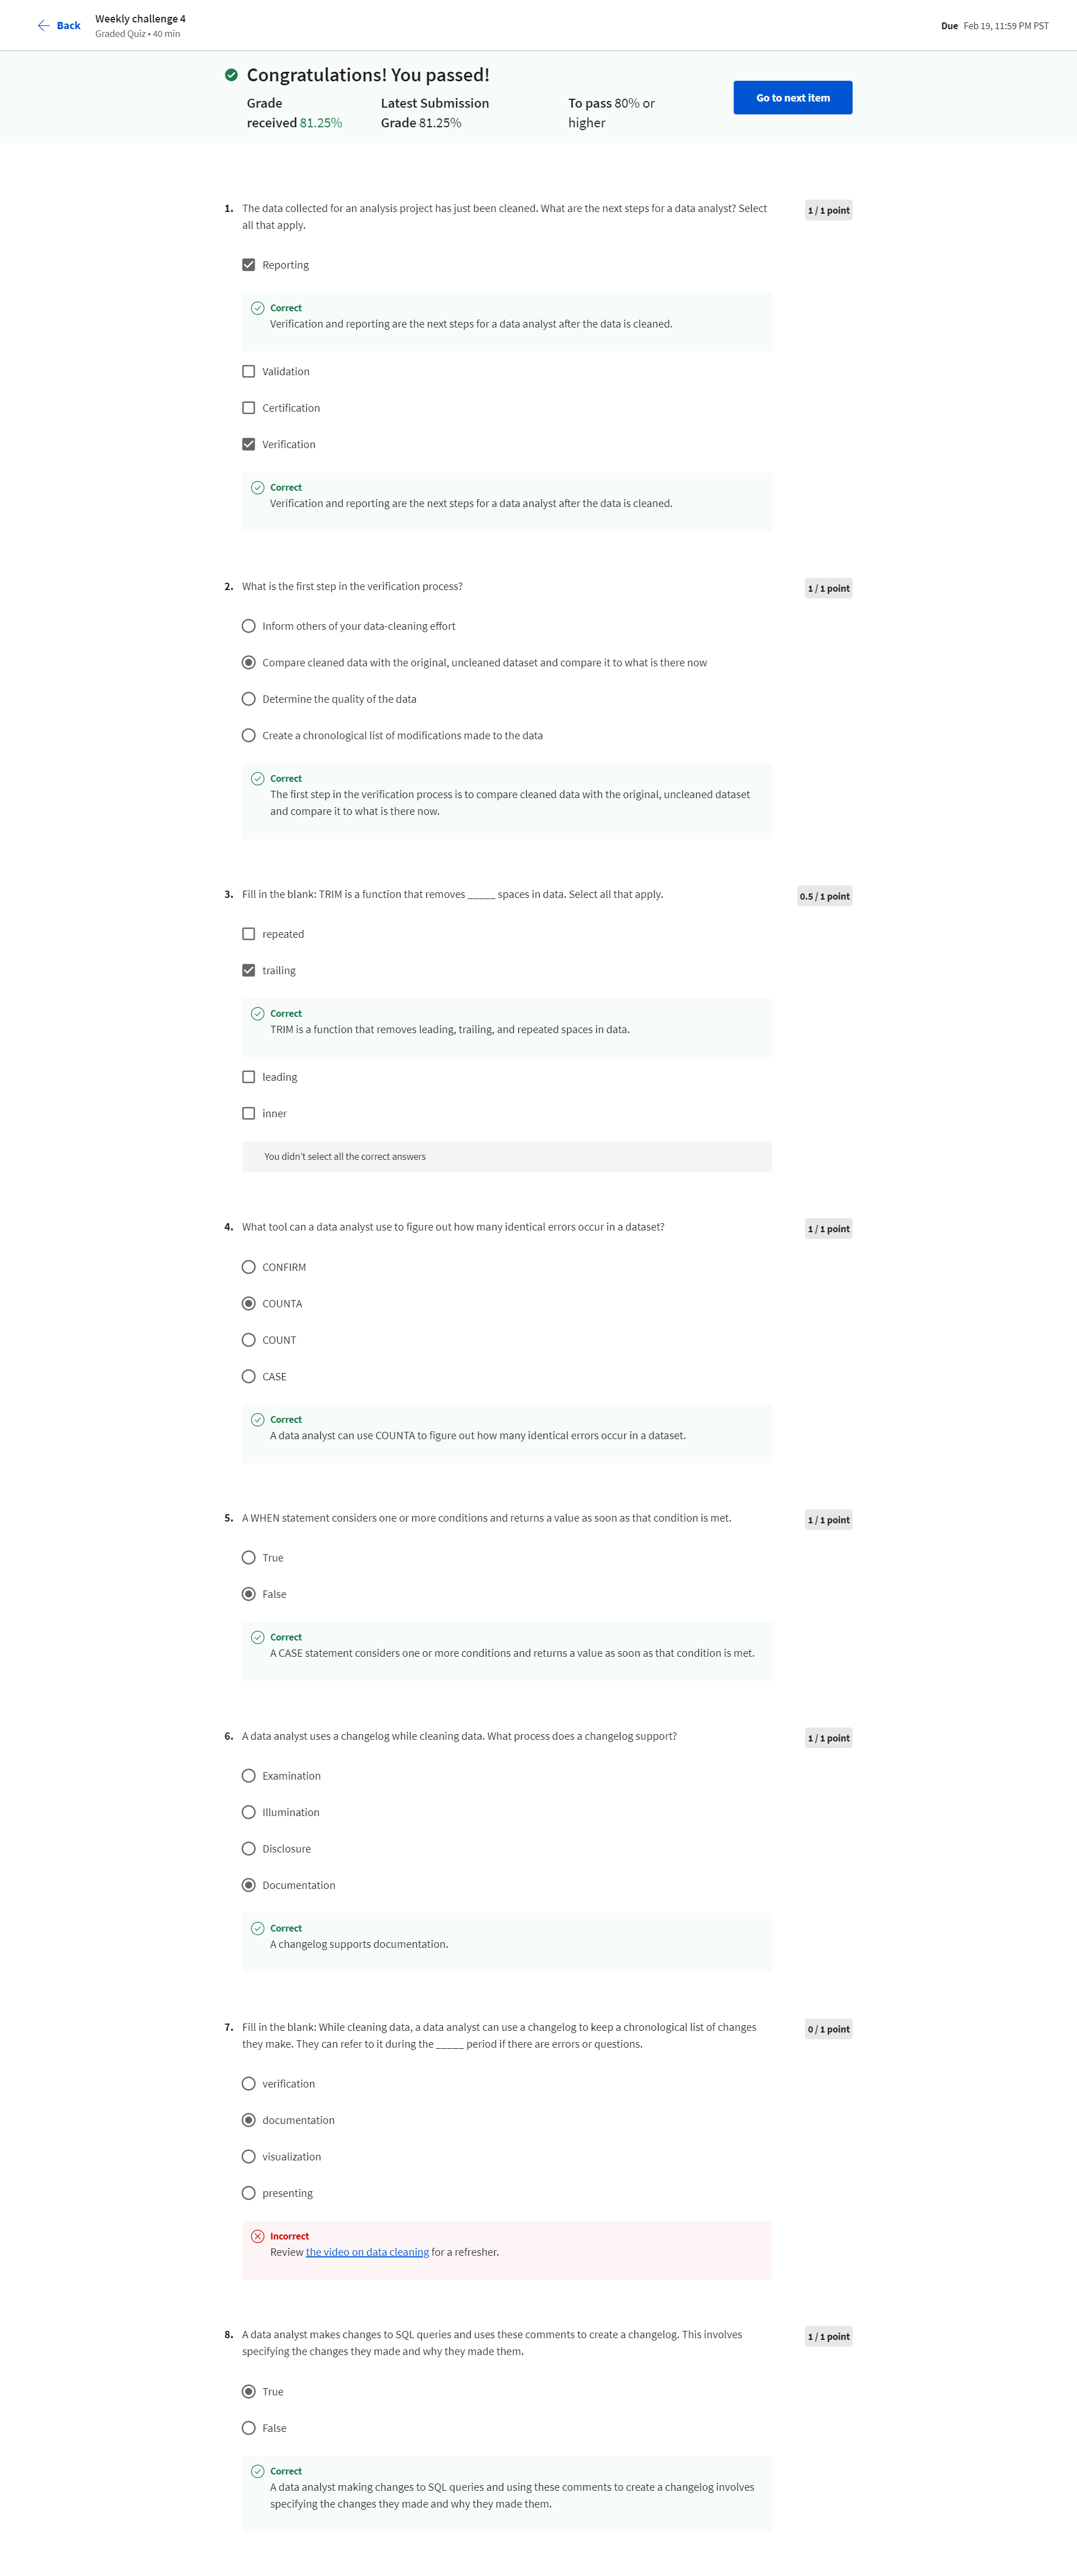 Back
Weekly challenge 4
Graded Quiz • 40 min
Due Feb 19, 11:59 PM PST
Congratulations! You passed!
Grade
received 81.25%
Latest Submission
Grade 81.25%
To pass 80% or
higher
Go to next item
1. The data collected for an analysis project has just been cleaned. What are the next steps for a data analyst? Select
all that apply.
1 / 1 point
Reporting
Correct
Verification and reporting are the next steps for a data analyst after the data is cleaned.
Validation
Certification
Verification
Correct
Verification and reporting are the next steps for a data analyst after the data is cleaned.
2. What is the first step in the verification process?
1 / 1 point
Inform others of your data-cleaning effort
Compare cleaned data with the original, uncleaned dataset and compare it to what is there now
Determine the quality of the data
Create a chronological list of modifications made to the data
Correct
The first step in the verification process is to compare cleaned data with the original, uncleaned dataset
and compare it to what is there now.
3. Fill in the blank: TRIM is a function that removes _____ spaces in data. Select all that apply.
0.5 / 1 point
repeated
trailing
Correct
TRIM is a function that removes leading, trailing, and repeated spaces in data.
leading
inner
You didn't select all the correct answers
4. What tool can a data analyst use to figure out how many identical errors occur in a dataset?
1 / 1 point
CONFIRM
COUNTA
COUNT
CASE
Correct
A data analyst can use COUNTA to figure out how many identical errors occur in a dataset.
5. A WHEN statement considers one or more conditions and returns a value as soon as that condition is met.
1 / 1 point
True
False
Correct
A CASE statement considers one or more conditions and returns a value as soon as that condition is met.
6. A data analyst uses a changelog while cleaning data. What process does a changelog support?
1 / 1 point
Examination
Illumination
Disclosure
Documentation
Correct
A changelog supports documentation.
7. Fill in the blank: While cleaning data, a data analyst can use a changelog to keep a chronological list of changes
they make. They can refer to it during the _____ period if there are errors or questions.
0 / 1 point
verification
documentation
visualization
presenting
Incorrect
Review the video on data cleaning for a refresher.
8. A data analyst makes changes to SQL queries and uses these comments to create a changelog. This involves
specifying the changes they made and why they made them.
1 / 1 point
True
False
Correct
A data analyst making changes to SQL queries and using these comments to create a changelog involves
specifying the changes they made and why they made them.